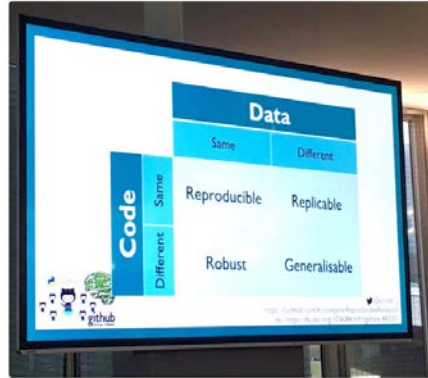 Data
Same
Different
Code
Same
Reproducible
Replicable
Different
Robust
Generalisable
github